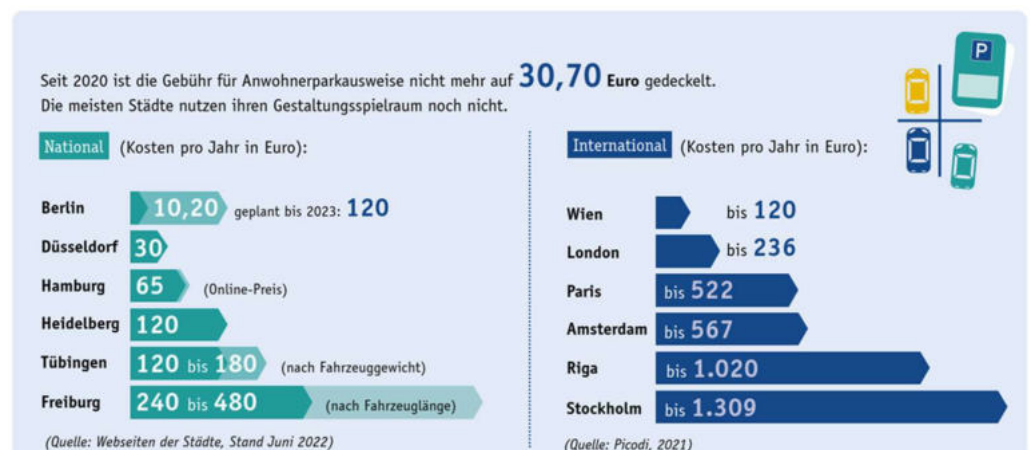 Seit 2020 ist die Gebühr für Anwohnerparkausweise nicht mehr auf 30,70 Euro gedeckelt.
Die meisten Städte nutzen ihren Gestaltungsspielraum noch nicht.
P
National (Kosten pro Jahr in Euro):
Berlin 10,20 geplant bis 2023: 120
Düsseldorf 30
Hamburg 65 (Online-Preis)
Heidelberg 120
Tübingen 120 bis 180 (nach Fahrzeuggewicht)
Freiburg 240 bis 480 (nach Fahrzeuglänge)
(Quelle: Webseiten der Städte, Stand Juni 2022)
International (Kosten pro Jahr in Euro):
Wien bis 120
London bis 236
Paris bis 522
Amsterdam bis 567
Riga bis 1.020
Stockholm bis 1.309
(Quelle: Picodi, 2021)